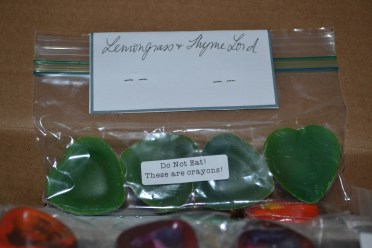 Lemongrass & Thyme Lord
-- --
Do Not Eat!
These are crayons!